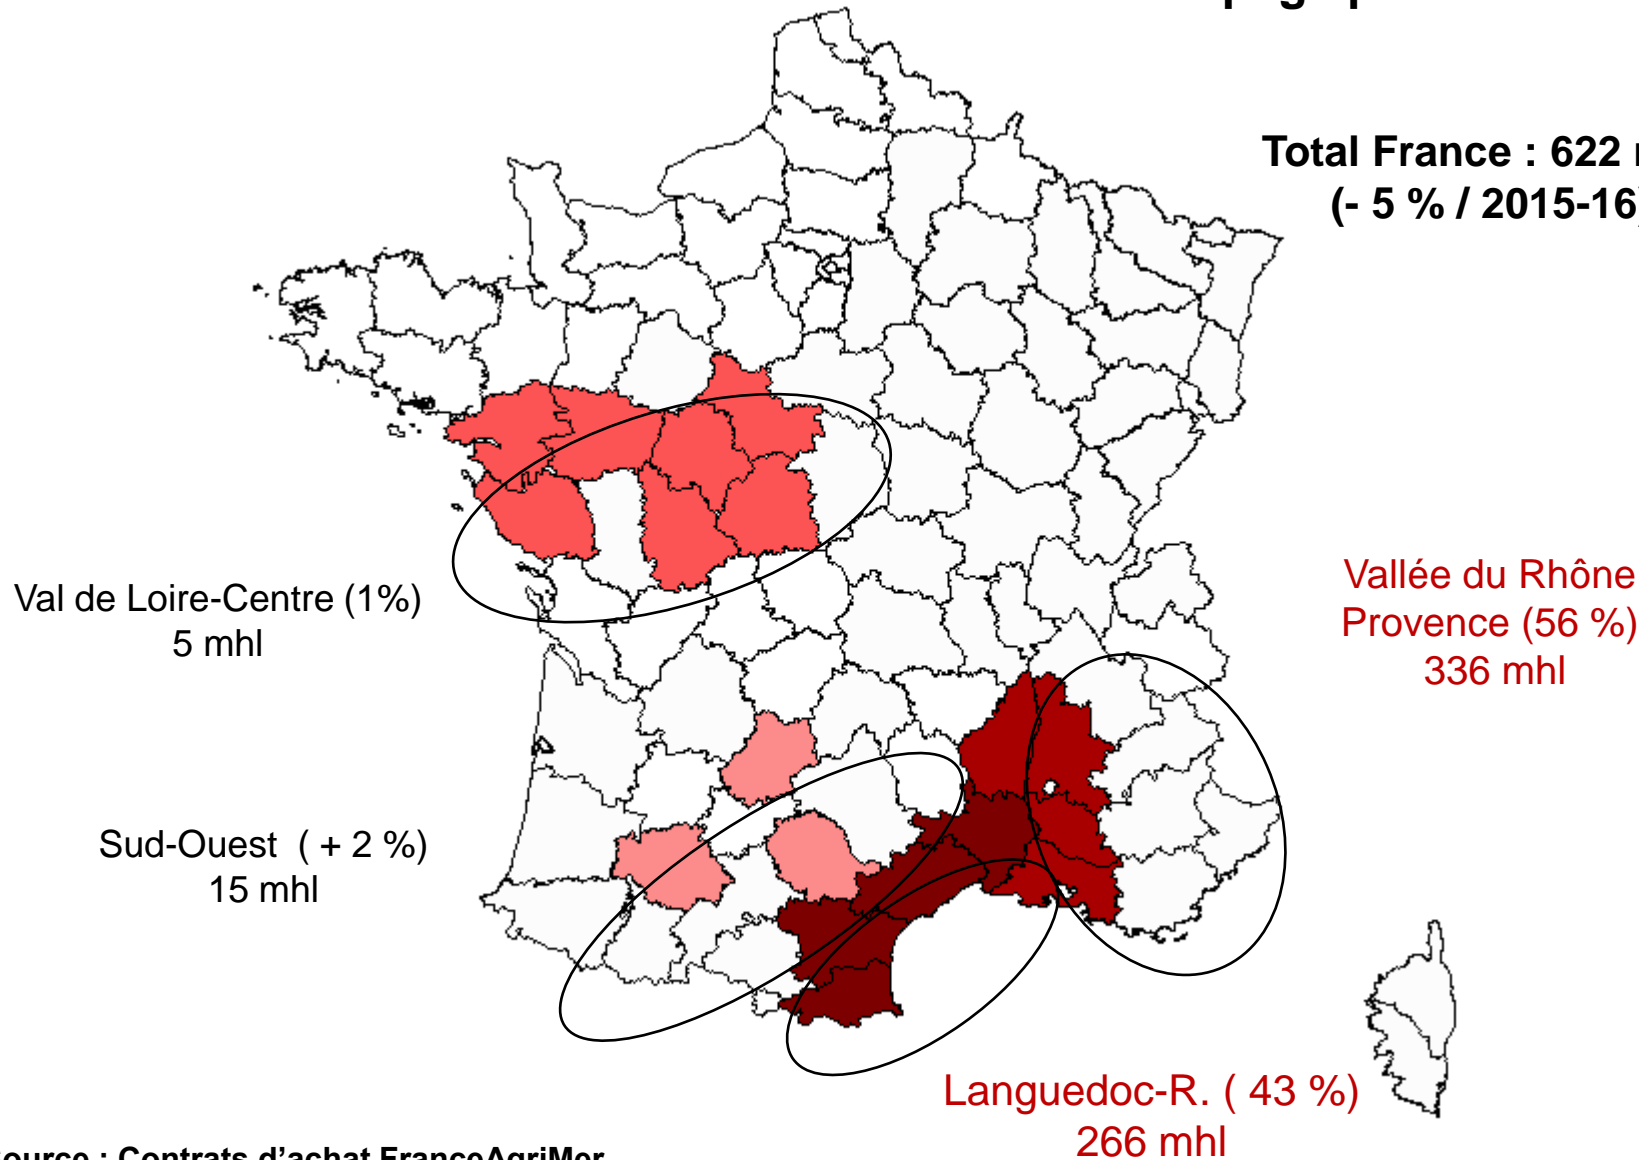 Total France : 622
(- 5 % / 2015-16)
Val de Loire-Centre (1%)
5 mhl
Vallée du Rhône
Provence (56 %)
336 mhl
Sud-Ouest ( + 2 %)
15 mhl
Languedoc-R. ( 43 %)
266 mhl
source : Contrats d'achat FranceAgriMer